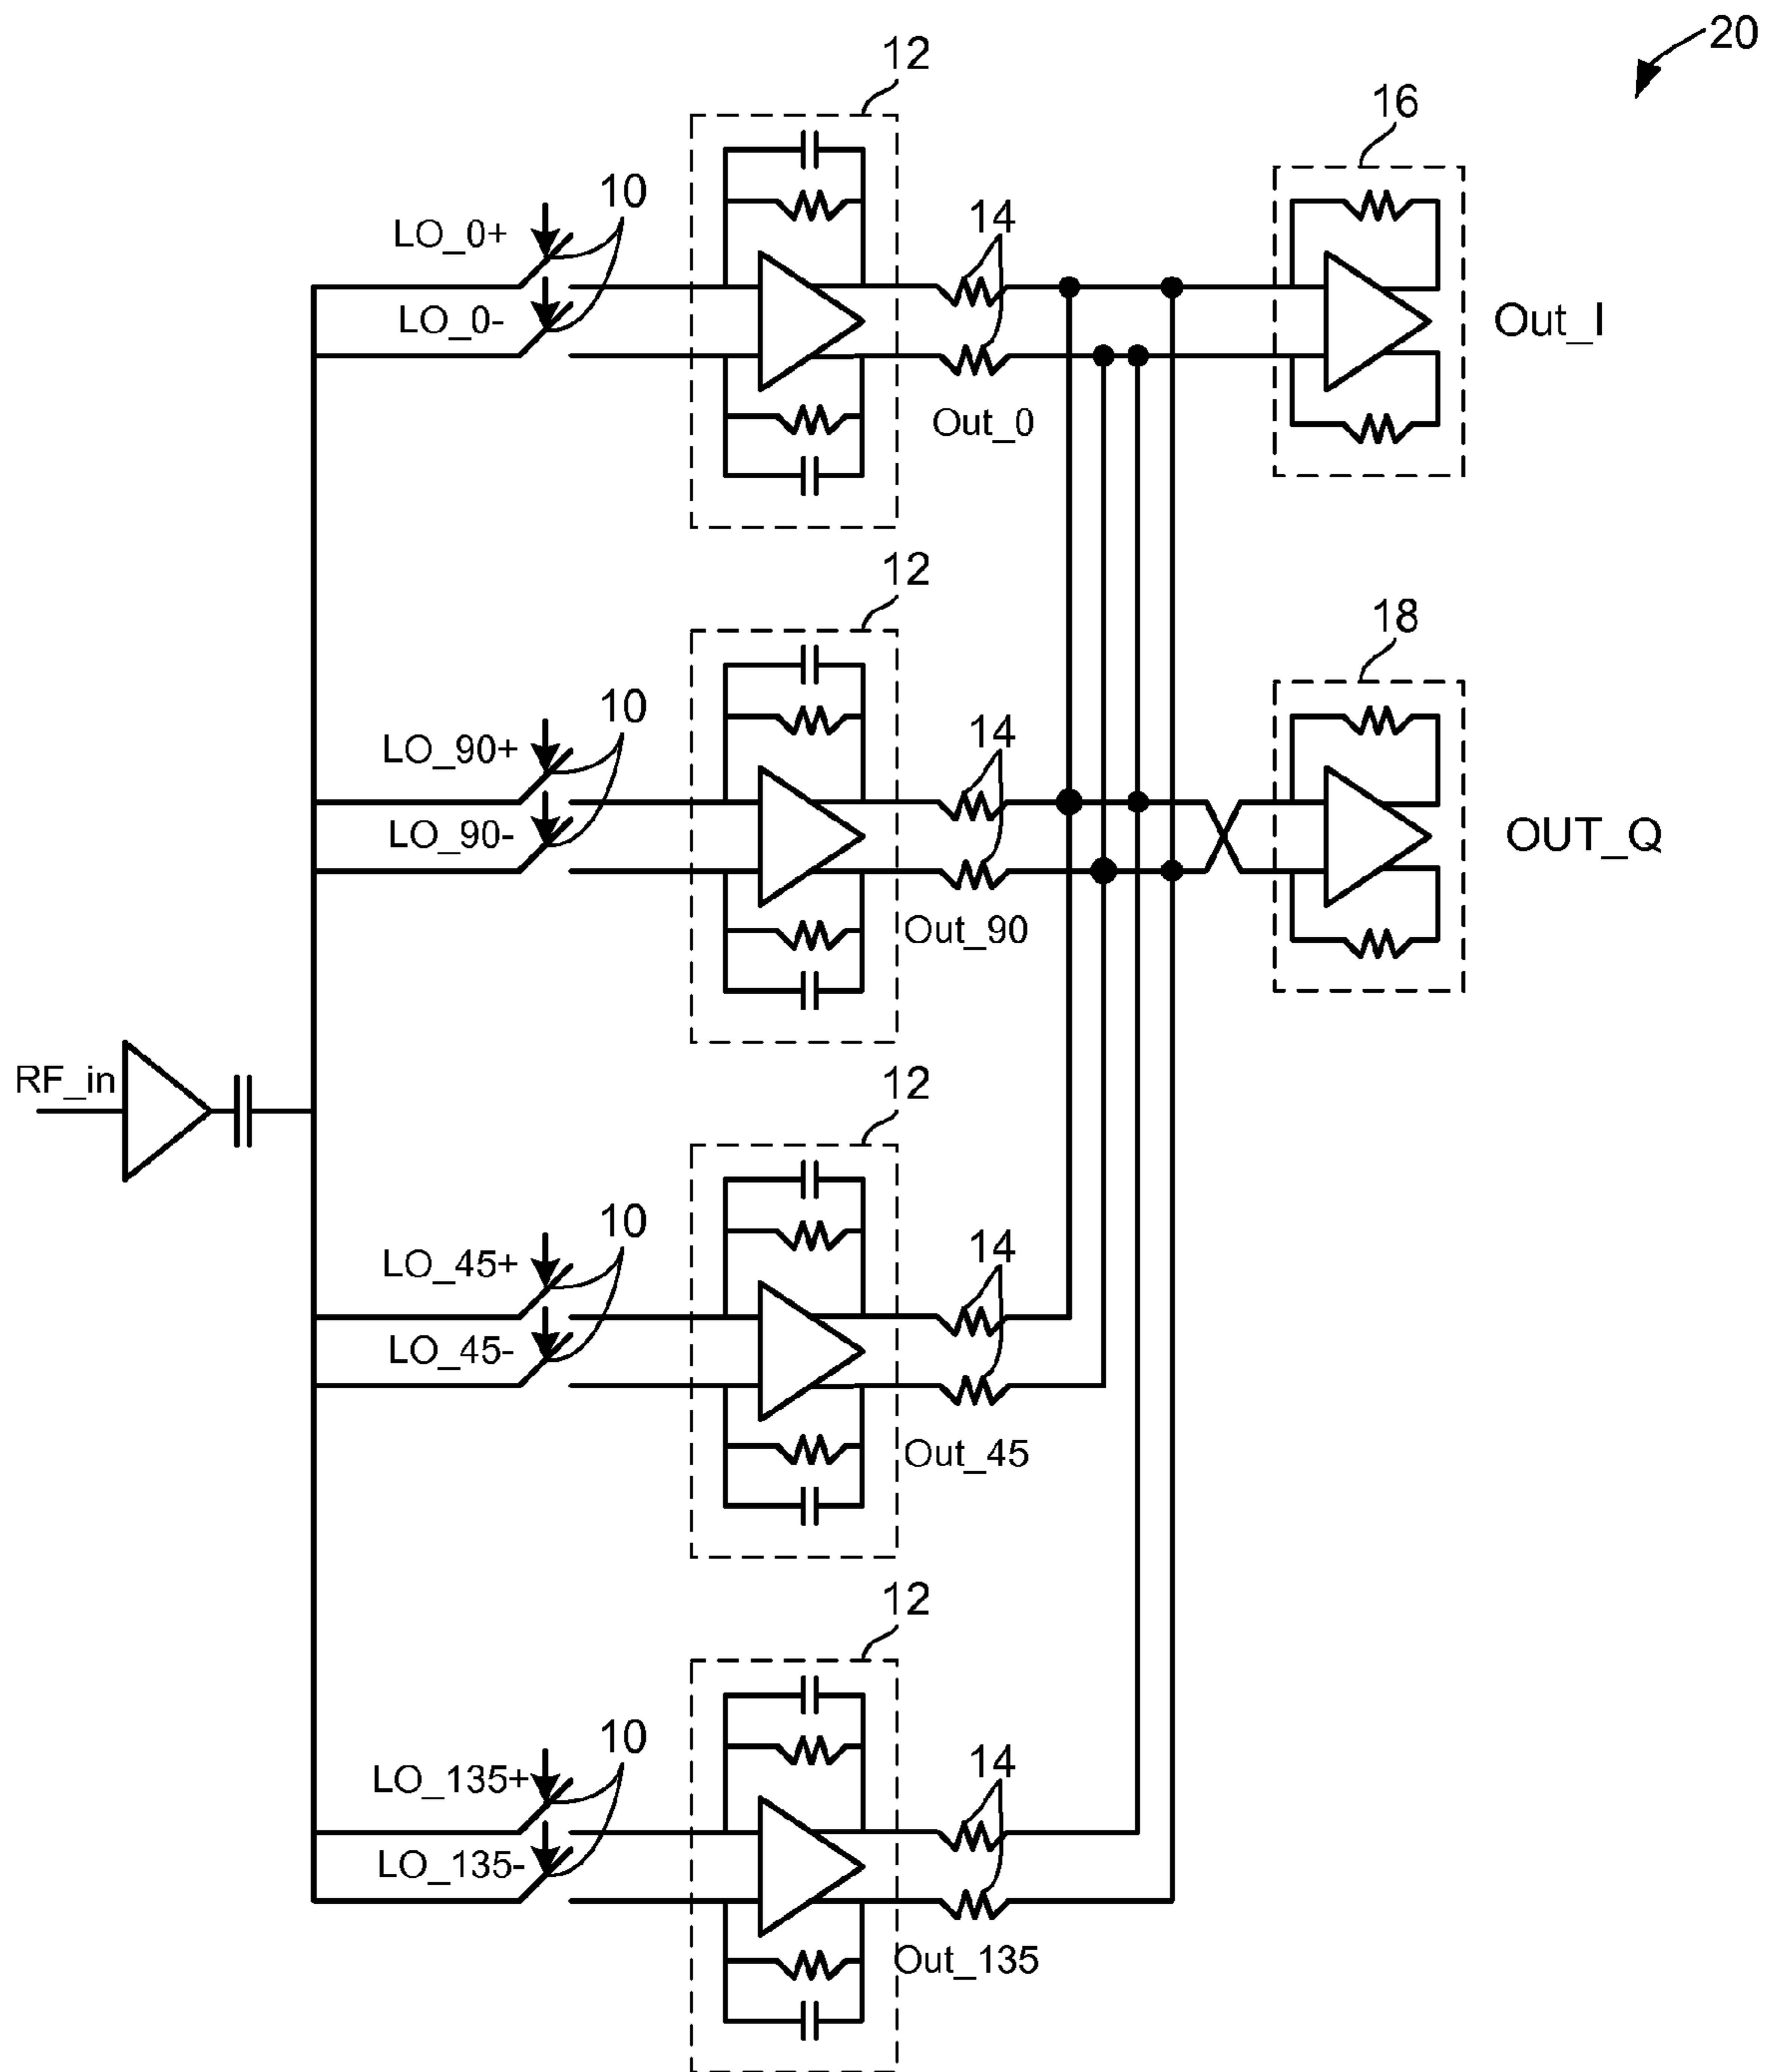 20
12
16
10
14
LO_0+
LO_0-
Out_I
Out_0
12
18
10
14
LO_90+
LO_90-
OUT_Q
Out_90
RF_in
12
10
14
LO_45+
LO_45-
Out_45
12
10
14
LO_135+
LO_135-
Out_135